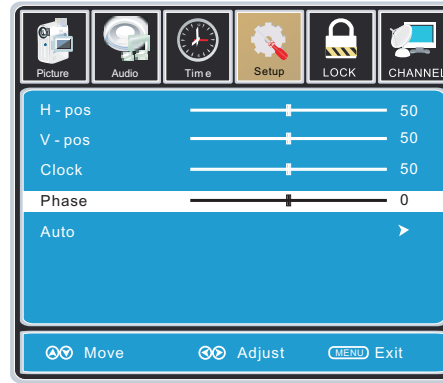 Picture Audio Time Setup LOCK CHANNEL
H - pos 50
V - pos 50
Clock 50
Phase 0
Auto
Move Adjust MENU Exit